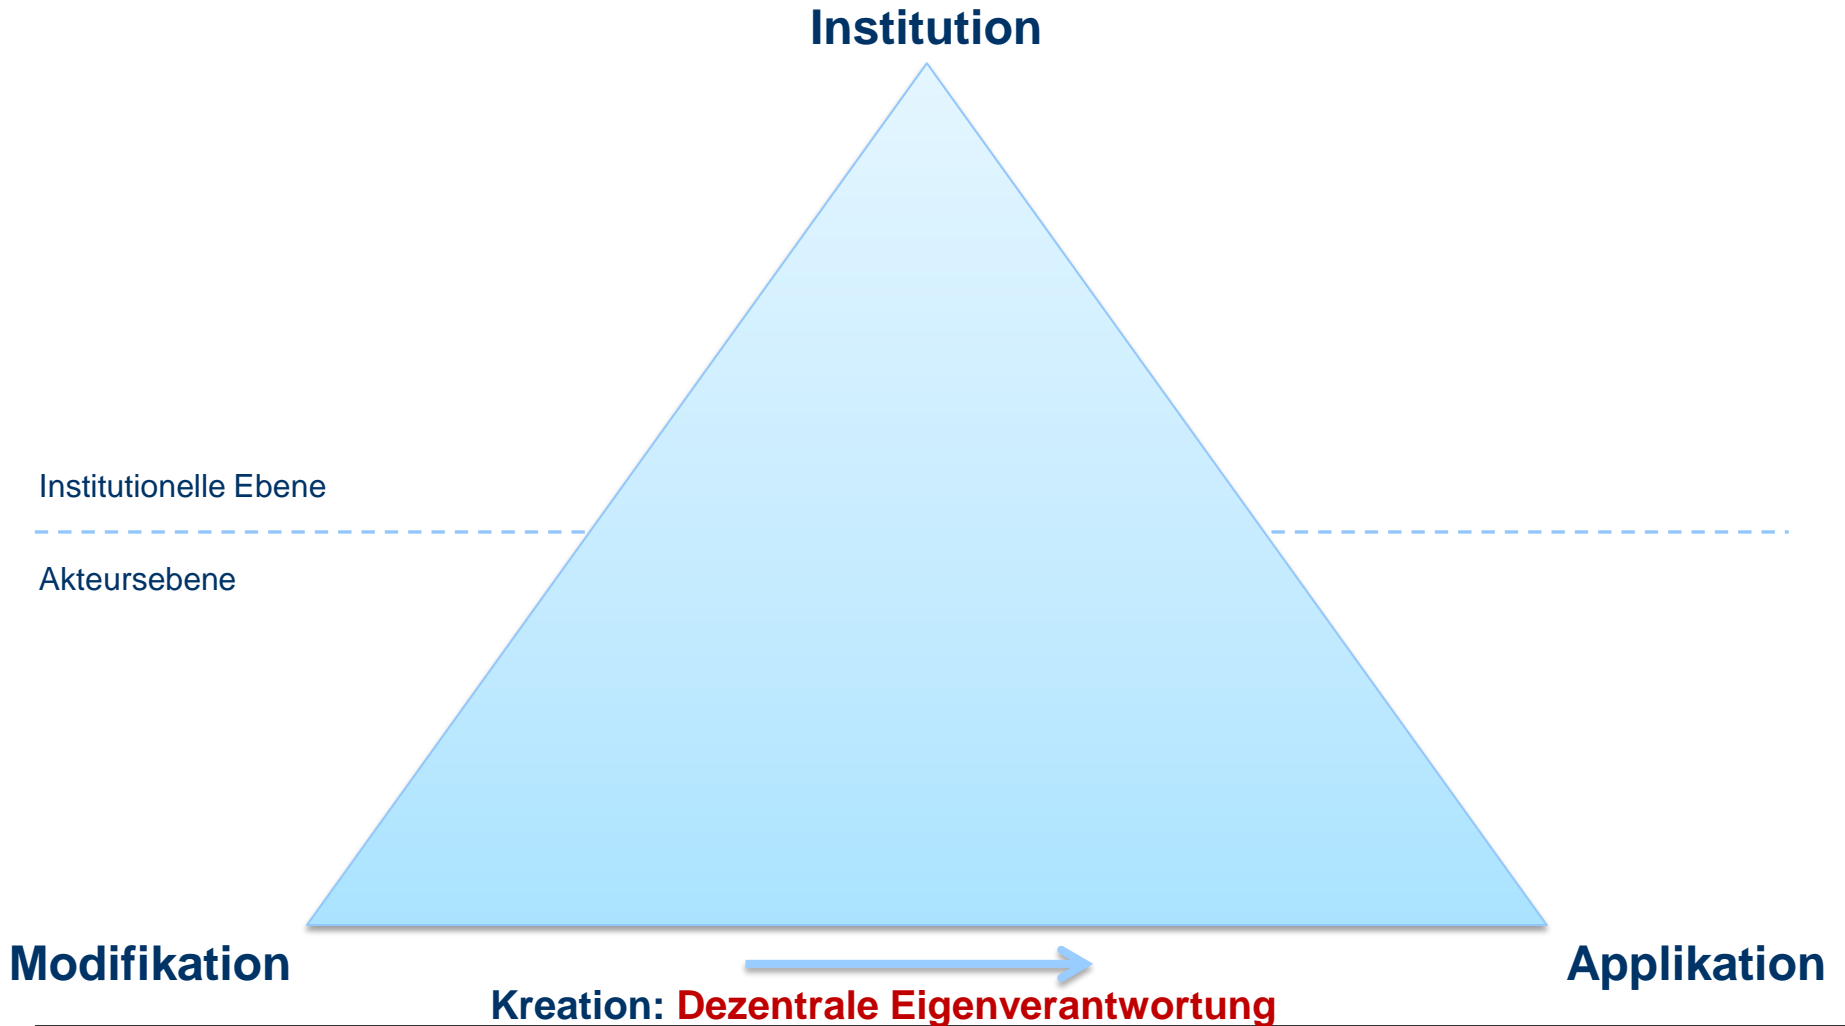 Institution
Institutionelle Ebene
Akteursebene
Modifikation
Applikation
Kreation: Dezentrale Eigenverantwortung